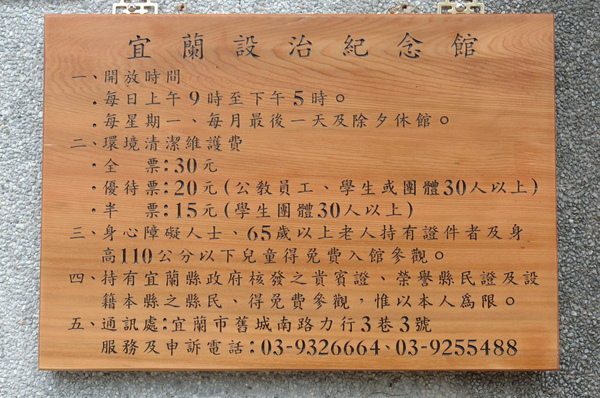 宜蘭設治紀念館
一、開放時間
．每日上午9時至下午5時。
．每星期一、每月最後一天及除夕休館。
二、環境清潔維護費
．全　票：30元
．優待票：20元(公教員工、學生或團體30人以上)
．半　票：15元(學生團體30人以上)
三、身心障礙人士、65歲以上老人持有證件者及身
高110公分以下兒童得免費入館參觀。
四、持有宜蘭縣政府核發之貴賓證、榮譽縣民證及設
籍本縣之縣民、得免費參觀，惟以本人為限。
五、通訊處：宜蘭市舊城南路力行3巷3號
服務及申訴電話：03-9326664、03-9255488